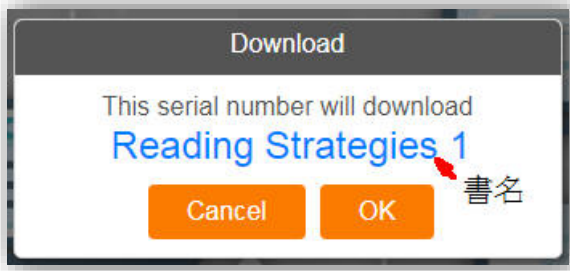 Download
This serial number will download
Reading Strategies 1
書名
Cancel OK